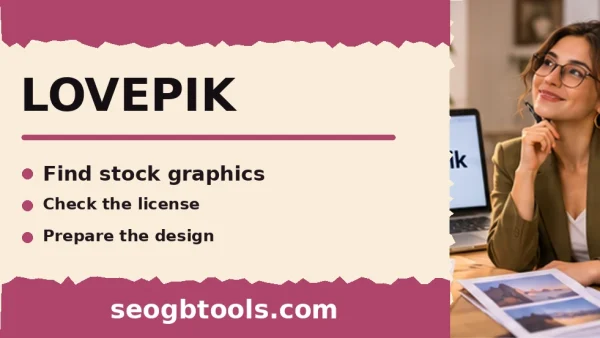 LOVEPIK
Find stock graphics
Check the license
Prepare the design
seogbtools.com